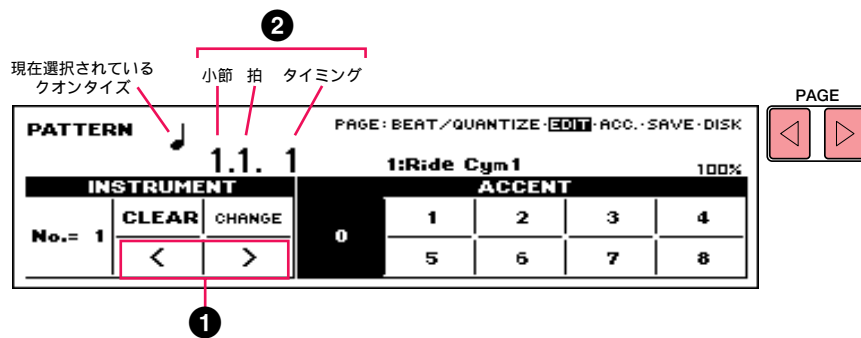 ❷
現在選択されている
クオンタイズ
小節 拍 タイミング
PAGE
PATTERN ♩ PAGE:BEAT/QUANTIZE·EDIT·ACC.·SAVE·DISK
1.1. 1 1:Ride Cym1 100%
INSTRUMENT ACCENT
No.= 1 CLEAR CHANGE 0 1 2 3 4
< > 5 6 7 8
❶